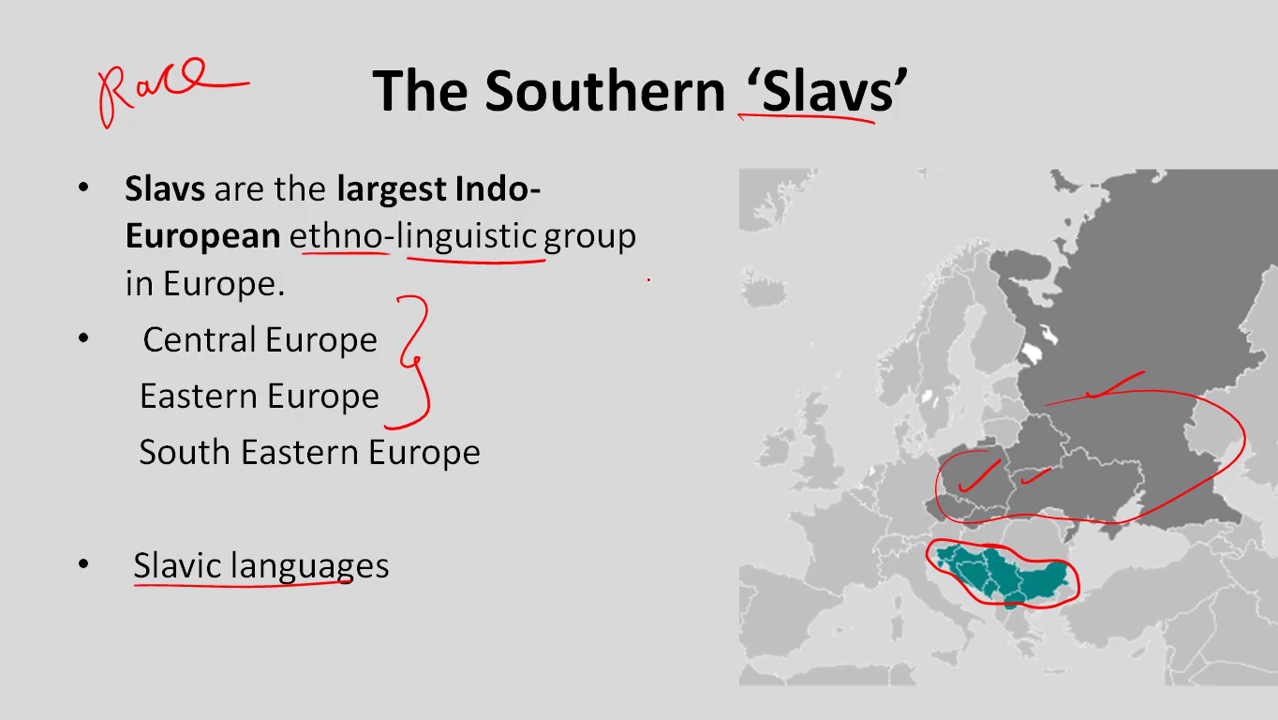 Race
The Southern ‘Slavs’
• Slavs are the largest Indo-
European ethno-linguistic group
in Europe.
• Central Europe
Eastern Europe
South Eastern Europe
• Slavic languages